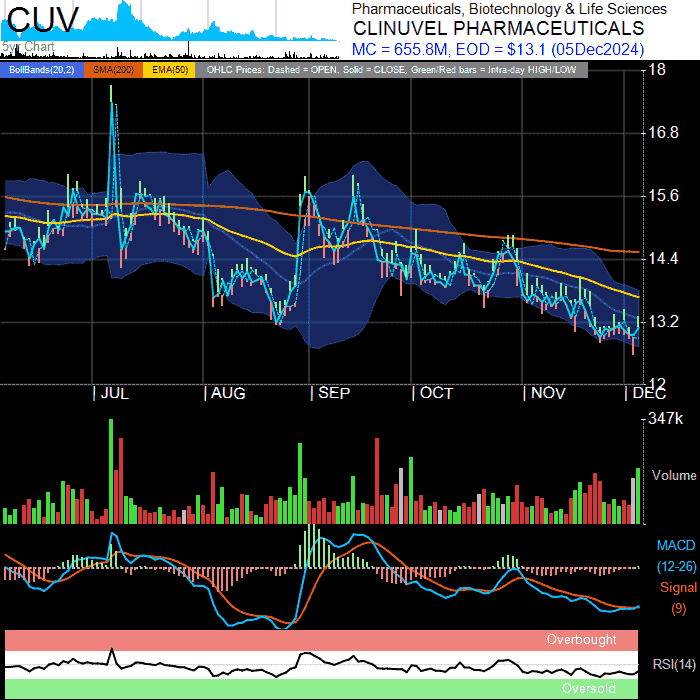 CUV
5yr Chart
Pharmaceuticals, Biotechnology & Life Sciences
CLINUVEL PHARMACEUTICALS
MC = 655.8M, EOD = $13.1 (05Dec2024)
BollBands(20,2) SMA(200) EMA(50) OHLC Prices: Dashed = OPEN, Solid = CLOSE, Green/Red bars = Intra-day HIGH/LOW
18
16.8
15.6
14.4
13.2
12
JUL AUG SEP OCT NOV DEC
347k
Volume
MACD
(12-26)
Signal
(9)
Overbought
RSI(14)
Oversold